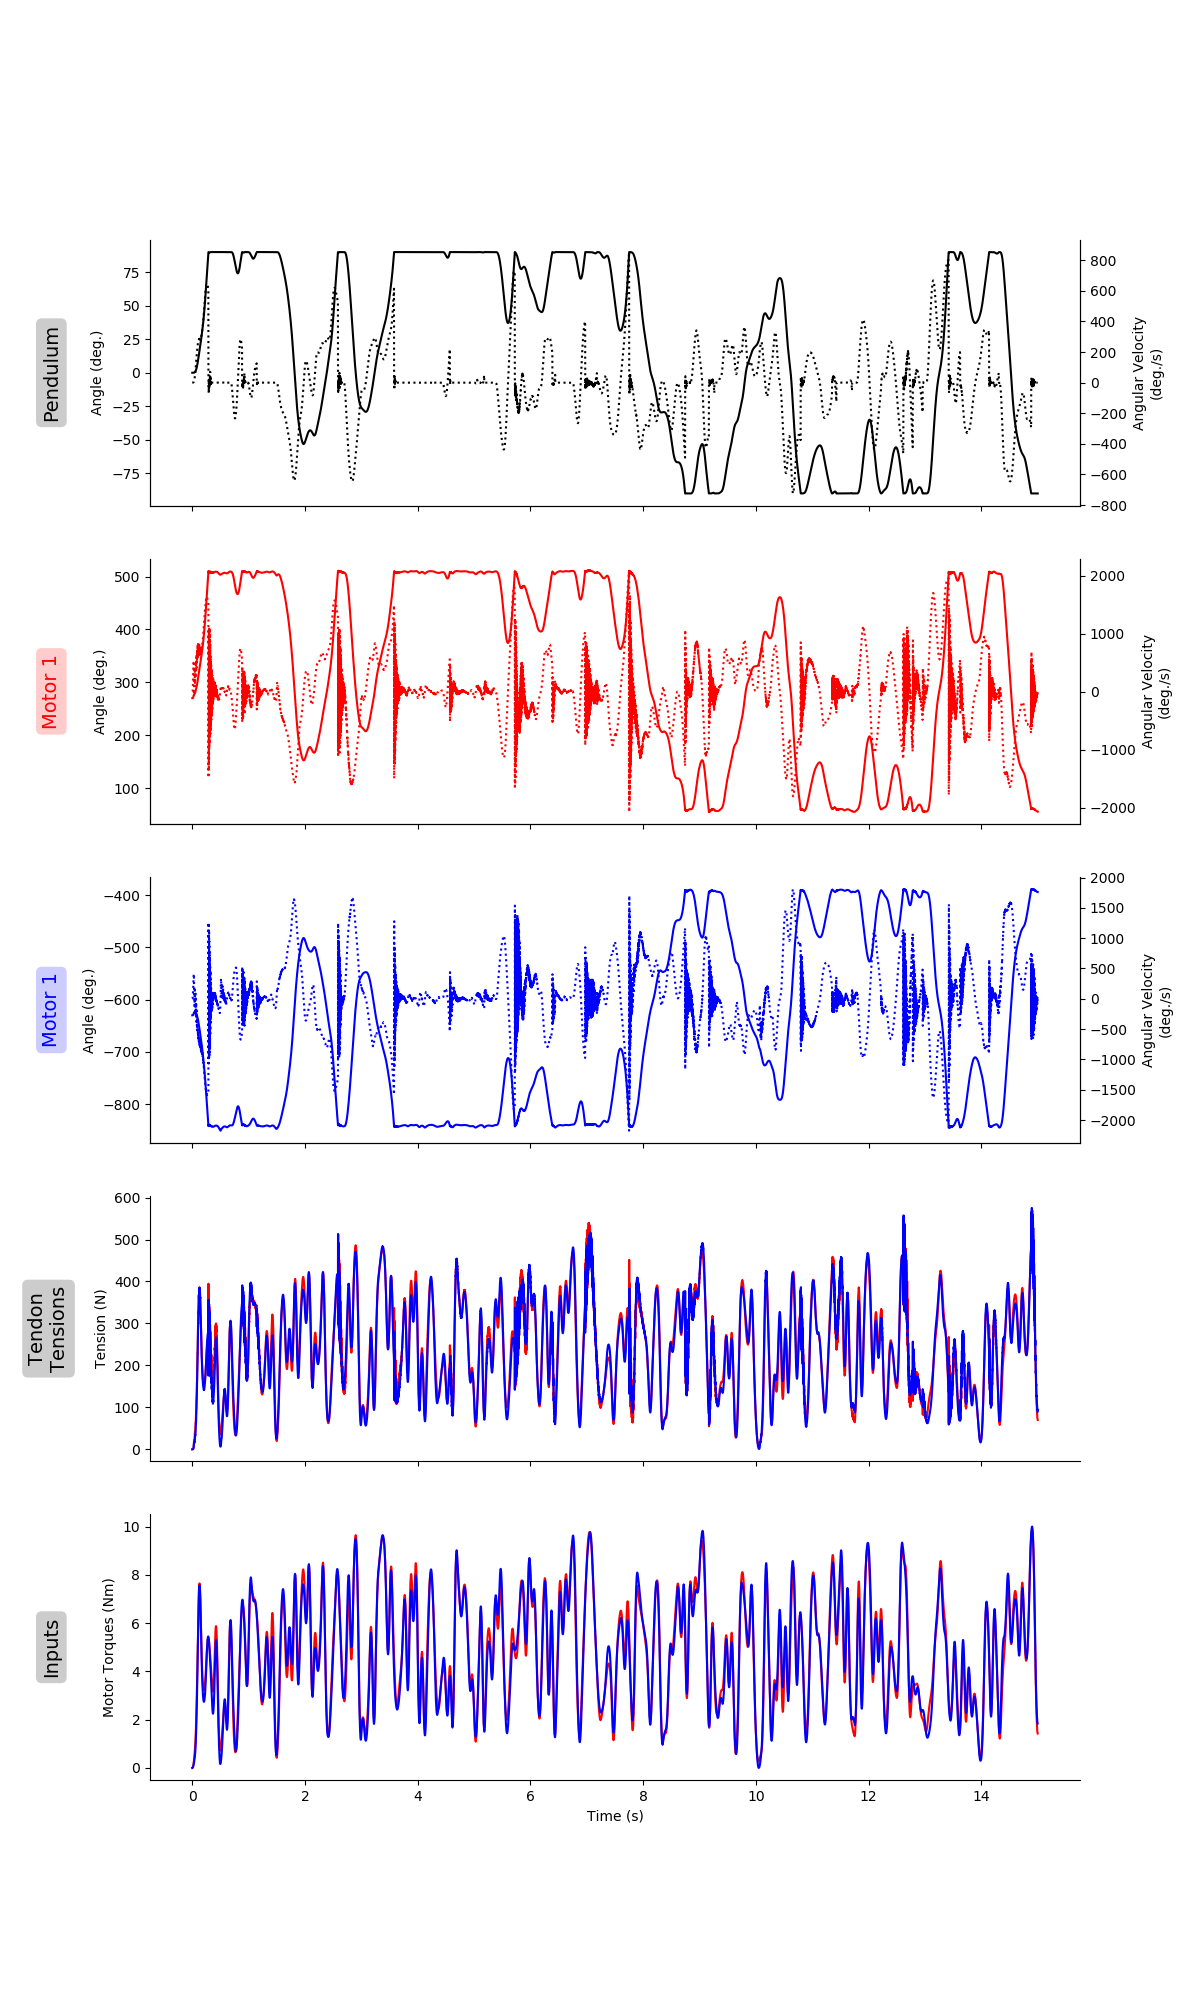 Pendulum
Angle (deg.)
75
50
25
0
−25
−50
−75
800
600
400
200
0
−200
−400
−600
−800
Angular Velocity
(deg./s)
Motor 1
Angle (deg.)
500
400
300
200
100
2000
1000
0
−1000
−2000
Angular Velocity
(deg./s)
Motor 1
Angle (deg.)
−400
−500
−600
−700
−800
2000
1500
1000
500
0
−500
−1000
−1500
−2000
Angular Velocity
(deg./s)
Tendon
Tensions
Tension (N)
600
500
400
300
200
100
0
Inputs
Motor Torques (Nm)
10
8
6
4
2
0
0 2 4 6 8 10 12 14
Time (s)